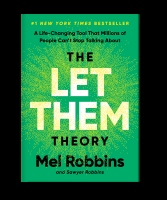 #1 NEW YORK TIMES BESTSELLER
A Life-Changing Tool That Millions of
People Can't Stop Talking About
THE
LET
THEM
THEORY
Mel Robbins
and Sawyer Robbins